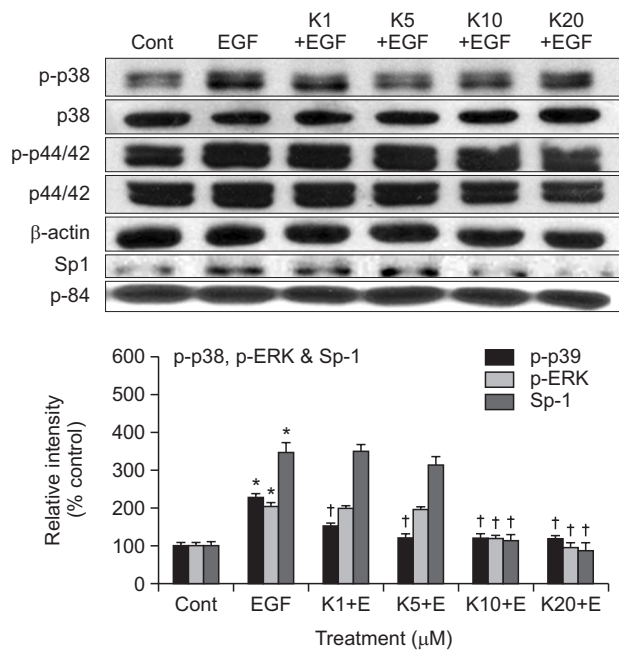 Cont EGF K1 +EGF K5 +EGF K10 +EGF K20 +EGF
p-p38
p38
p-p44/42
p44/42
β-actin
Sp1
p-84
p-p38, p-ERK & Sp-1
p-p39
p-ERK
Sp-1
Relative intensity
(% control)
600
500
400
300
200
100
0
* * *
†
†
† † †
† † †
Cont EGF K1+E K5+E K10+E K20+E
Treatment (μM)